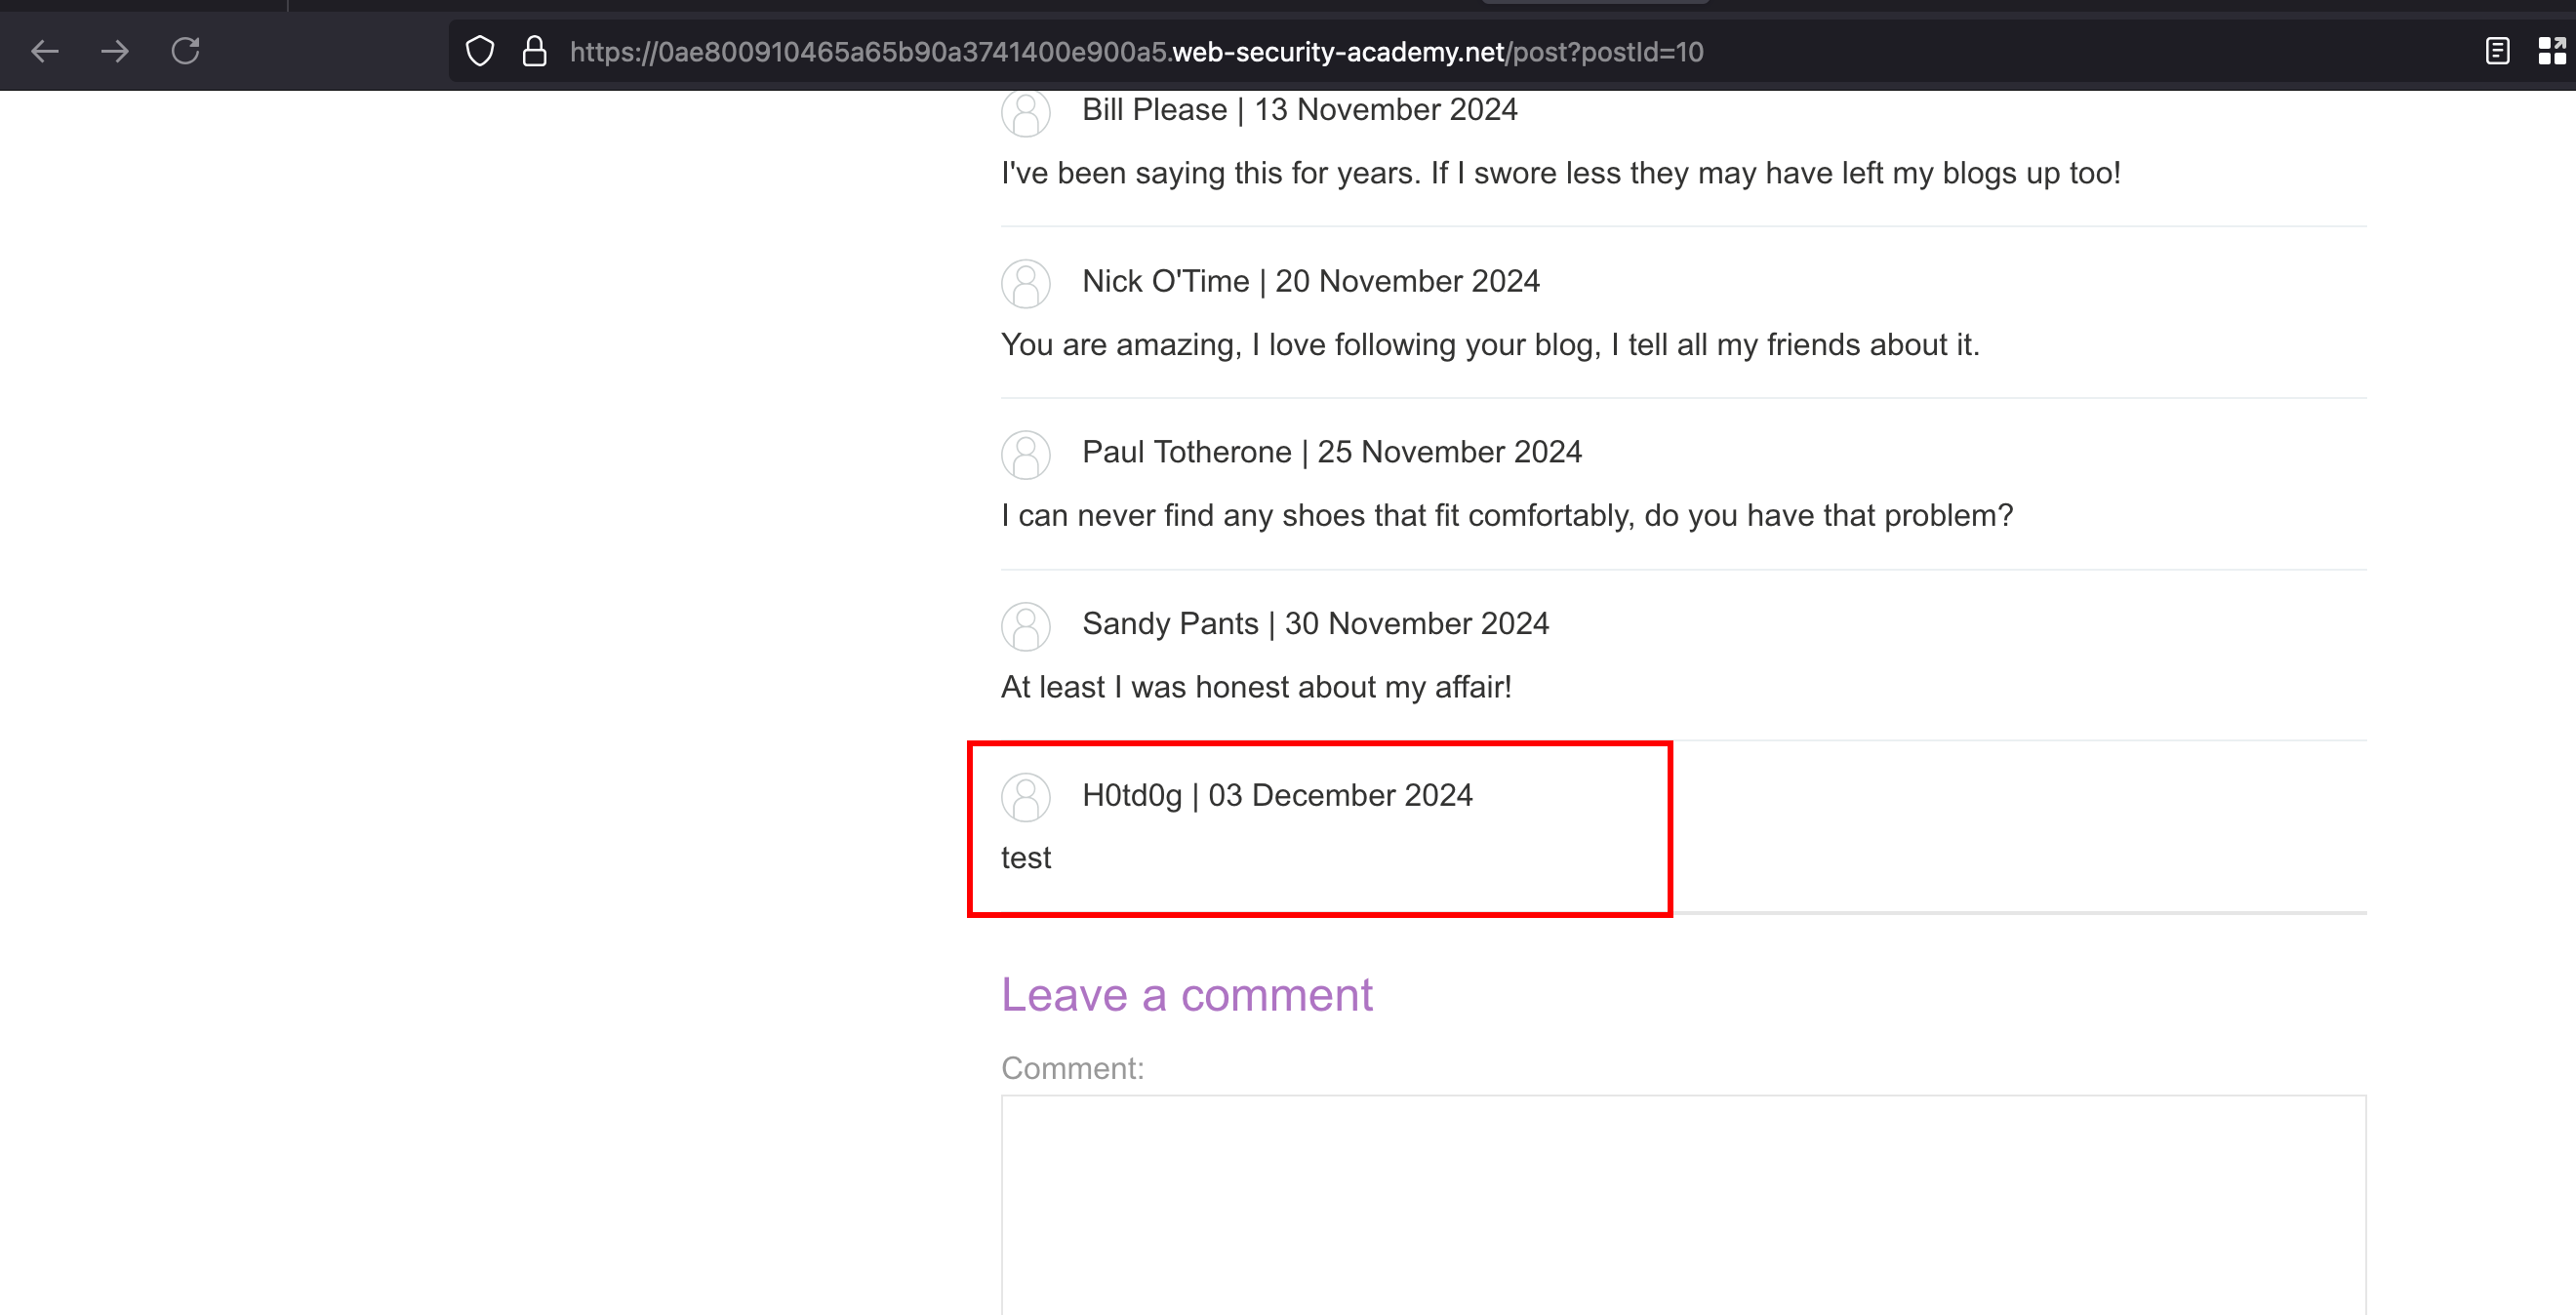 https://0ae800910465a65b90a3741400e900a5.web-security-academy.net/post?postId=10
Bill Please | 13 November 2024
I've been saying this for years. If I swore less they may have left my blogs up too!
Nick O'Time | 20 November 2024
You are amazing, I love following your blog, I tell all my friends about it.
Paul Totherone | 25 November 2024
I can never find any shoes that fit comfortably, do you have that problem?
Sandy Pants | 30 November 2024
At least I was honest about my affair!
H0td0g | 03 December 2024
test
Leave a comment
Comment: